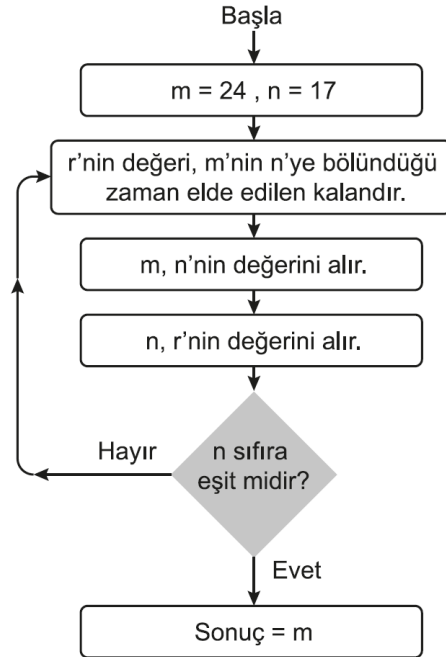 Başla
m = 24 , n = 17
r’nin değeri, m’nin n’ye bölündüğü
zaman elde edilen kalandır.
m, n’nin değerini alır.
n, r’nin değerini alır.
Hayır
n sıfıra
eşit midir?
Evet
Sonuç = m